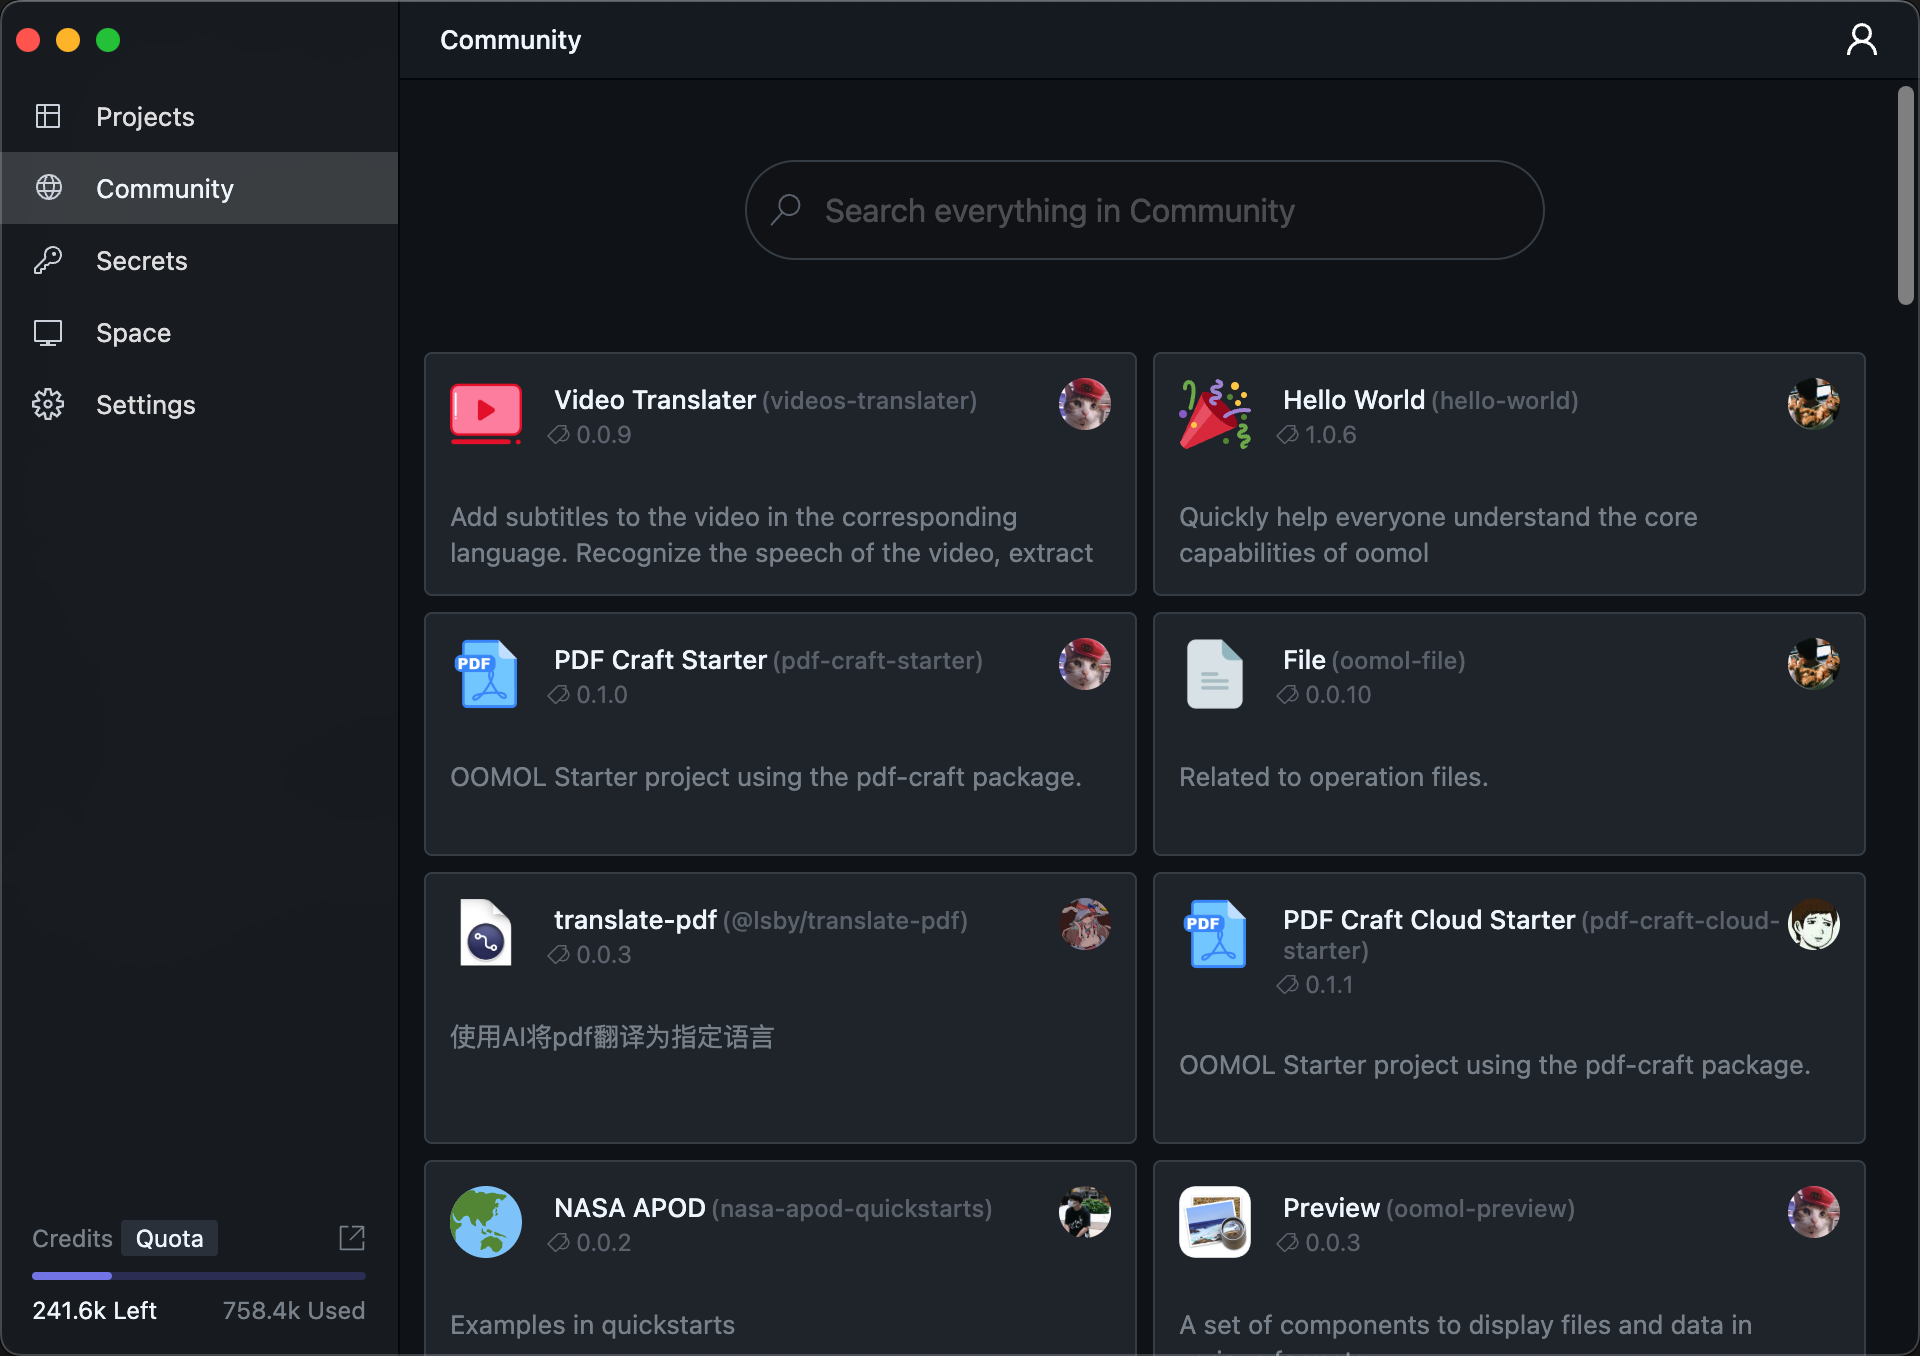 Community
Projects
Community
Secrets
Space
Settings
Credits Quota
241.6k Left 758.4k Used
Search everything in Community
Video Translater (videos-translater)
0.0.9
Add subtitles to the video in the corresponding
language. Recognize the speech of the video, extract
Hello World (hello-world)
1.0.6
Quickly help everyone understand the core
capabilities of oomol
PDF
PDF Craft Starter (pdf-craft-starter)
0.1.0
OOMOL Starter project using the pdf-craft package.
File (oomol-file)
0.0.10
Related to operation files.
translate-pdf (@lsby/translate-pdf)
0.0.3
使用AI将pdf翻译为指定语言
PDF
PDF Craft Cloud Starter (pdf-craft-cloud-
starter)
0.1.1
OOMOL Starter project using the pdf-craft package.
NASA APOD (nasa-apod-quickstarts)
0.0.2
Examples in quickstarts
Preview (oomol-preview)
0.0.3
A set of components to display files and data in